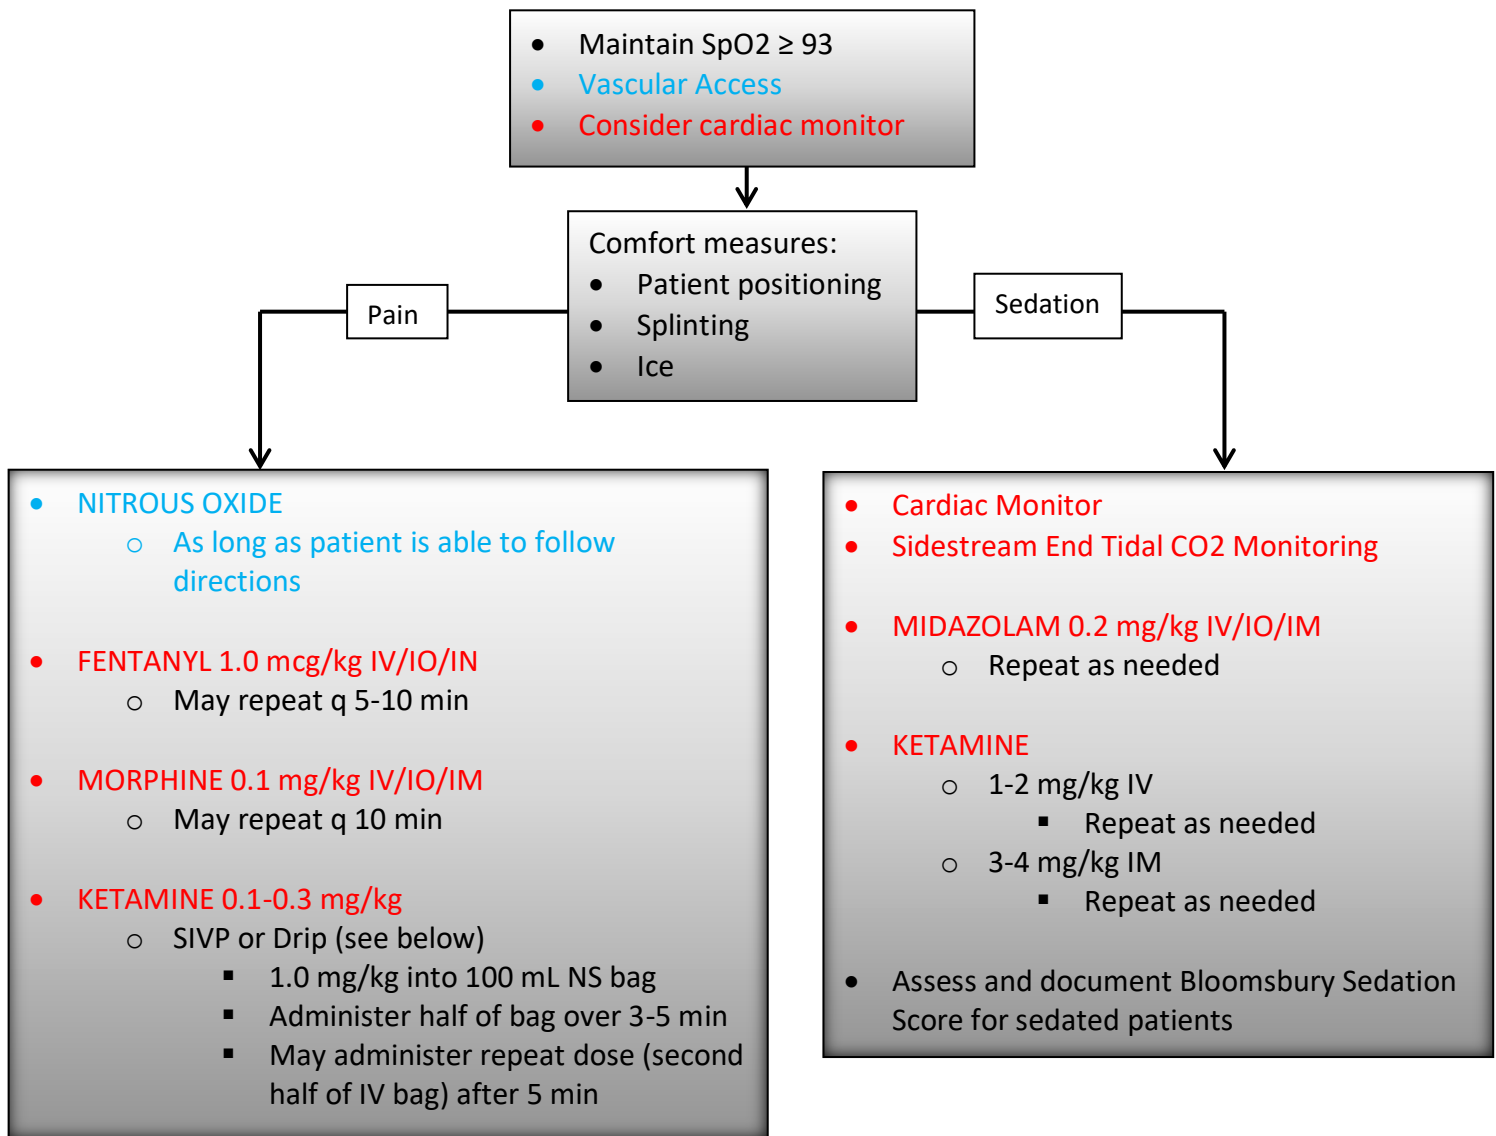 • Maintain SpO2 ≥ 93
• Vascular Access
• Consider cardiac monitor
Comfort measures:
• Patient positioning
• Splinting
• Ice
Pain
Sedation
• NITROUS OXIDE
o As long as patient is able to follow
directions
• FENTANYL 1.0 mcg/kg IV/IO/IN
o May repeat q 5-10 min
• MORPHINE 0.1 mg/kg IV/IO/IM
o May repeat q 10 min
• KETAMINE 0.1-0.3 mg/kg
o SIVP or Drip (see below)
▪ 1.0 mg/kg into 100 mL NS bag
▪ Administer half of bag over 3-5 min
▪ May administer repeat dose (second
half of IV bag) after 5 min
• Cardiac Monitor
• Sidestream End Tidal CO2 Monitoring
• MIDAZOLAM 0.2 mg/kg IV/IO/IM
o Repeat as needed
• KETAMINE
o 1-2 mg/kg IV
▪ Repeat as needed
o 3-4 mg/kg IM
▪ Repeat as needed
• Assess and document Bloomsbury Sedation
Score for sedated patients